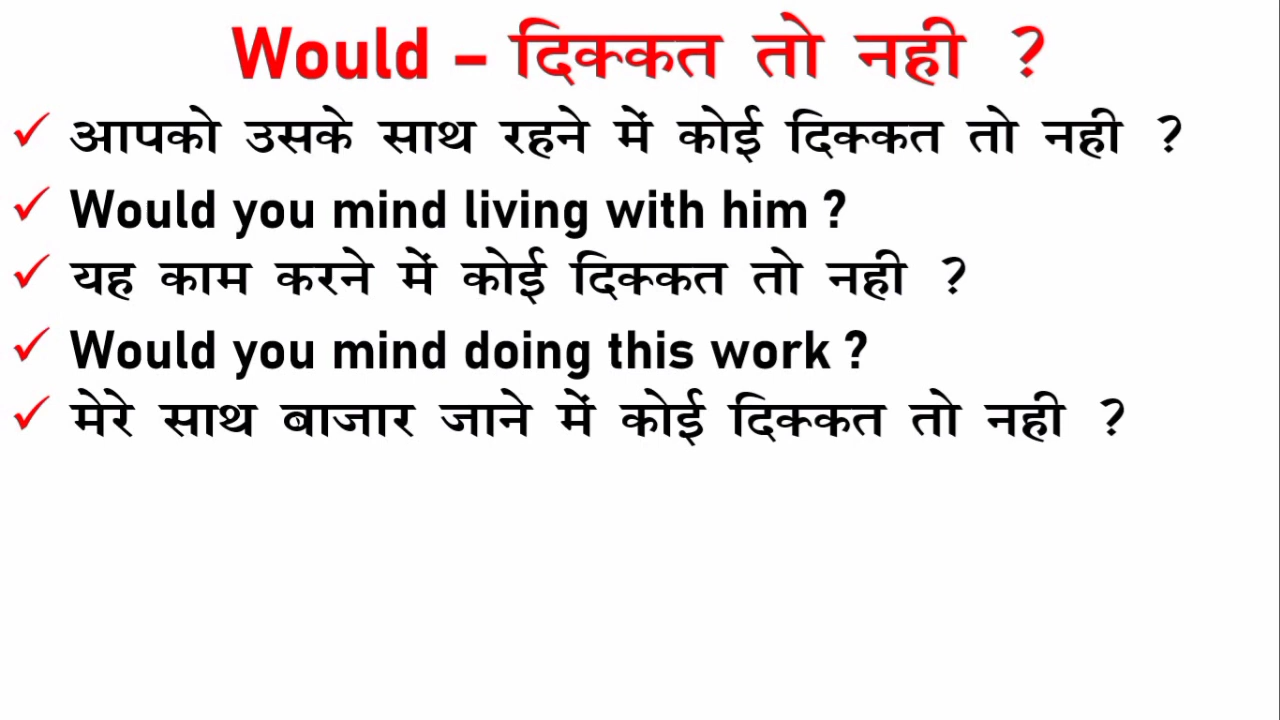 Would – दिक्कत तो नही ?
आपको उसके साथ रहने में कोई दिक्कत तो नही ?
Would you mind living with him ?
यह काम करने में कोई दिक्कत तो नही ?
Would you mind doing this work ?
मेरे साथ बाजार जाने में कोई दिक्कत तो नही ?